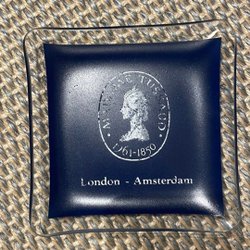 · MADAME TUSSAUD ·
1761-1850
London - Amsterdam